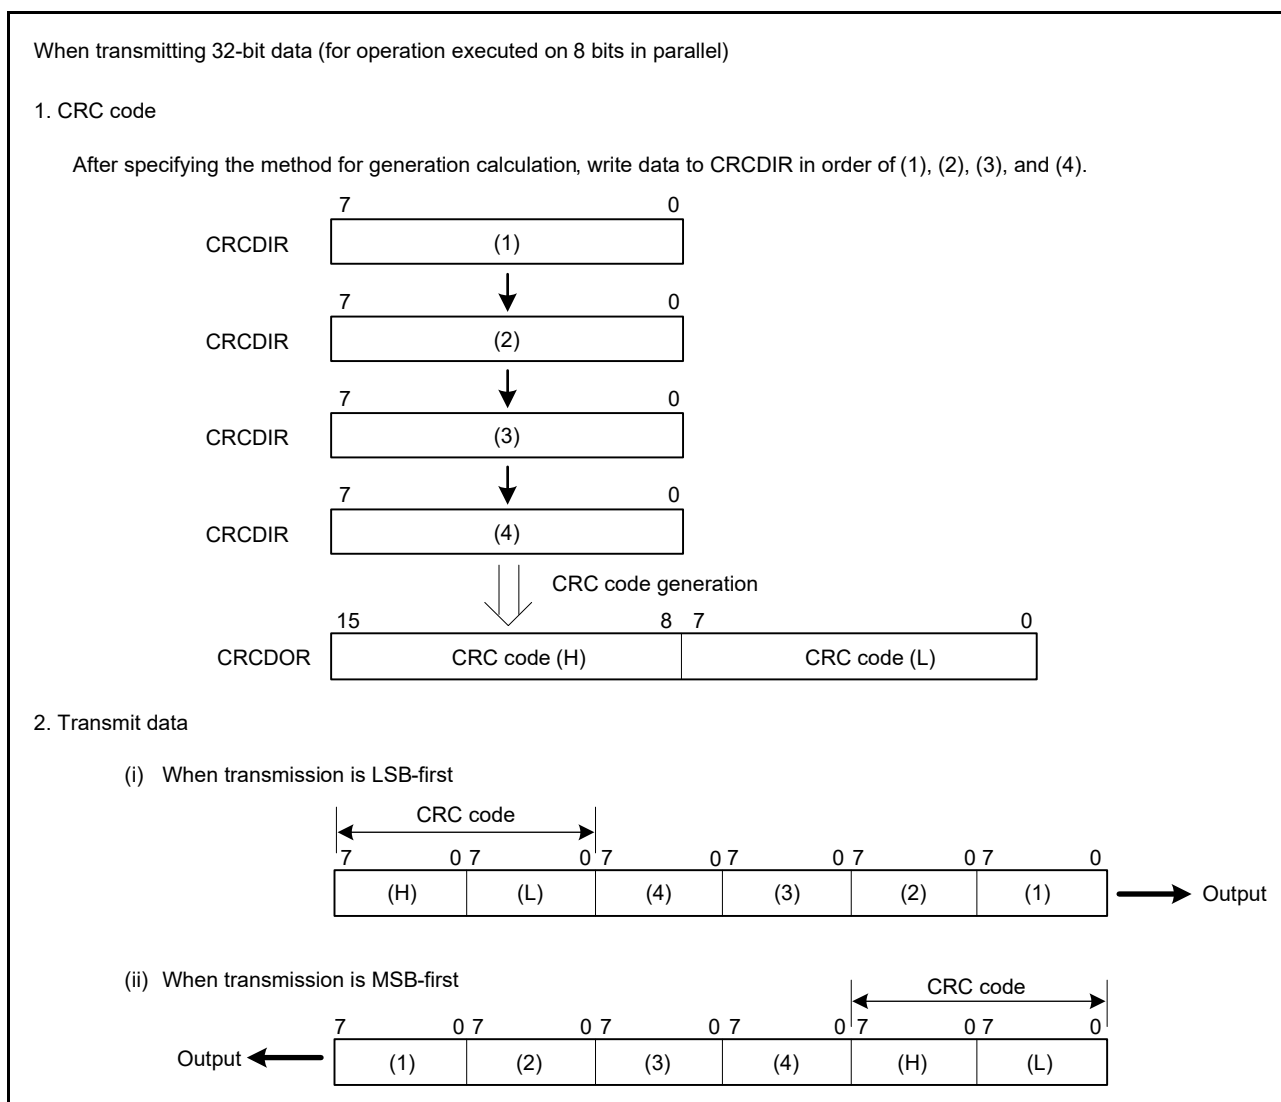 When transmitting 32-bit data (for operation executed on 8 bits in parallel)
1. CRC code
After specifying the method for generation calculation, write data to CRCDIR in order of (1), (2), (3), and (4).
7 0
CRCDIR (1)
7 0
CRCDIR (2)
7 0
CRCDIR (3)
7 0
CRCDIR (4)
CRC code generation
15 8 7 0
CRCDOR CRC code (H) CRC code (L)
2. Transmit data
(i) When transmission is LSB-first
CRC code
7 0 7 0 7 0 7 0 7 0 7 0
(H) (L) (4) (3) (2) (1) Output
(ii) When transmission is MSB-first
CRC code
7 0 7 0 7 0 7 0 7 0 7 0
Output (1) (2) (3) (4) (H) (L)